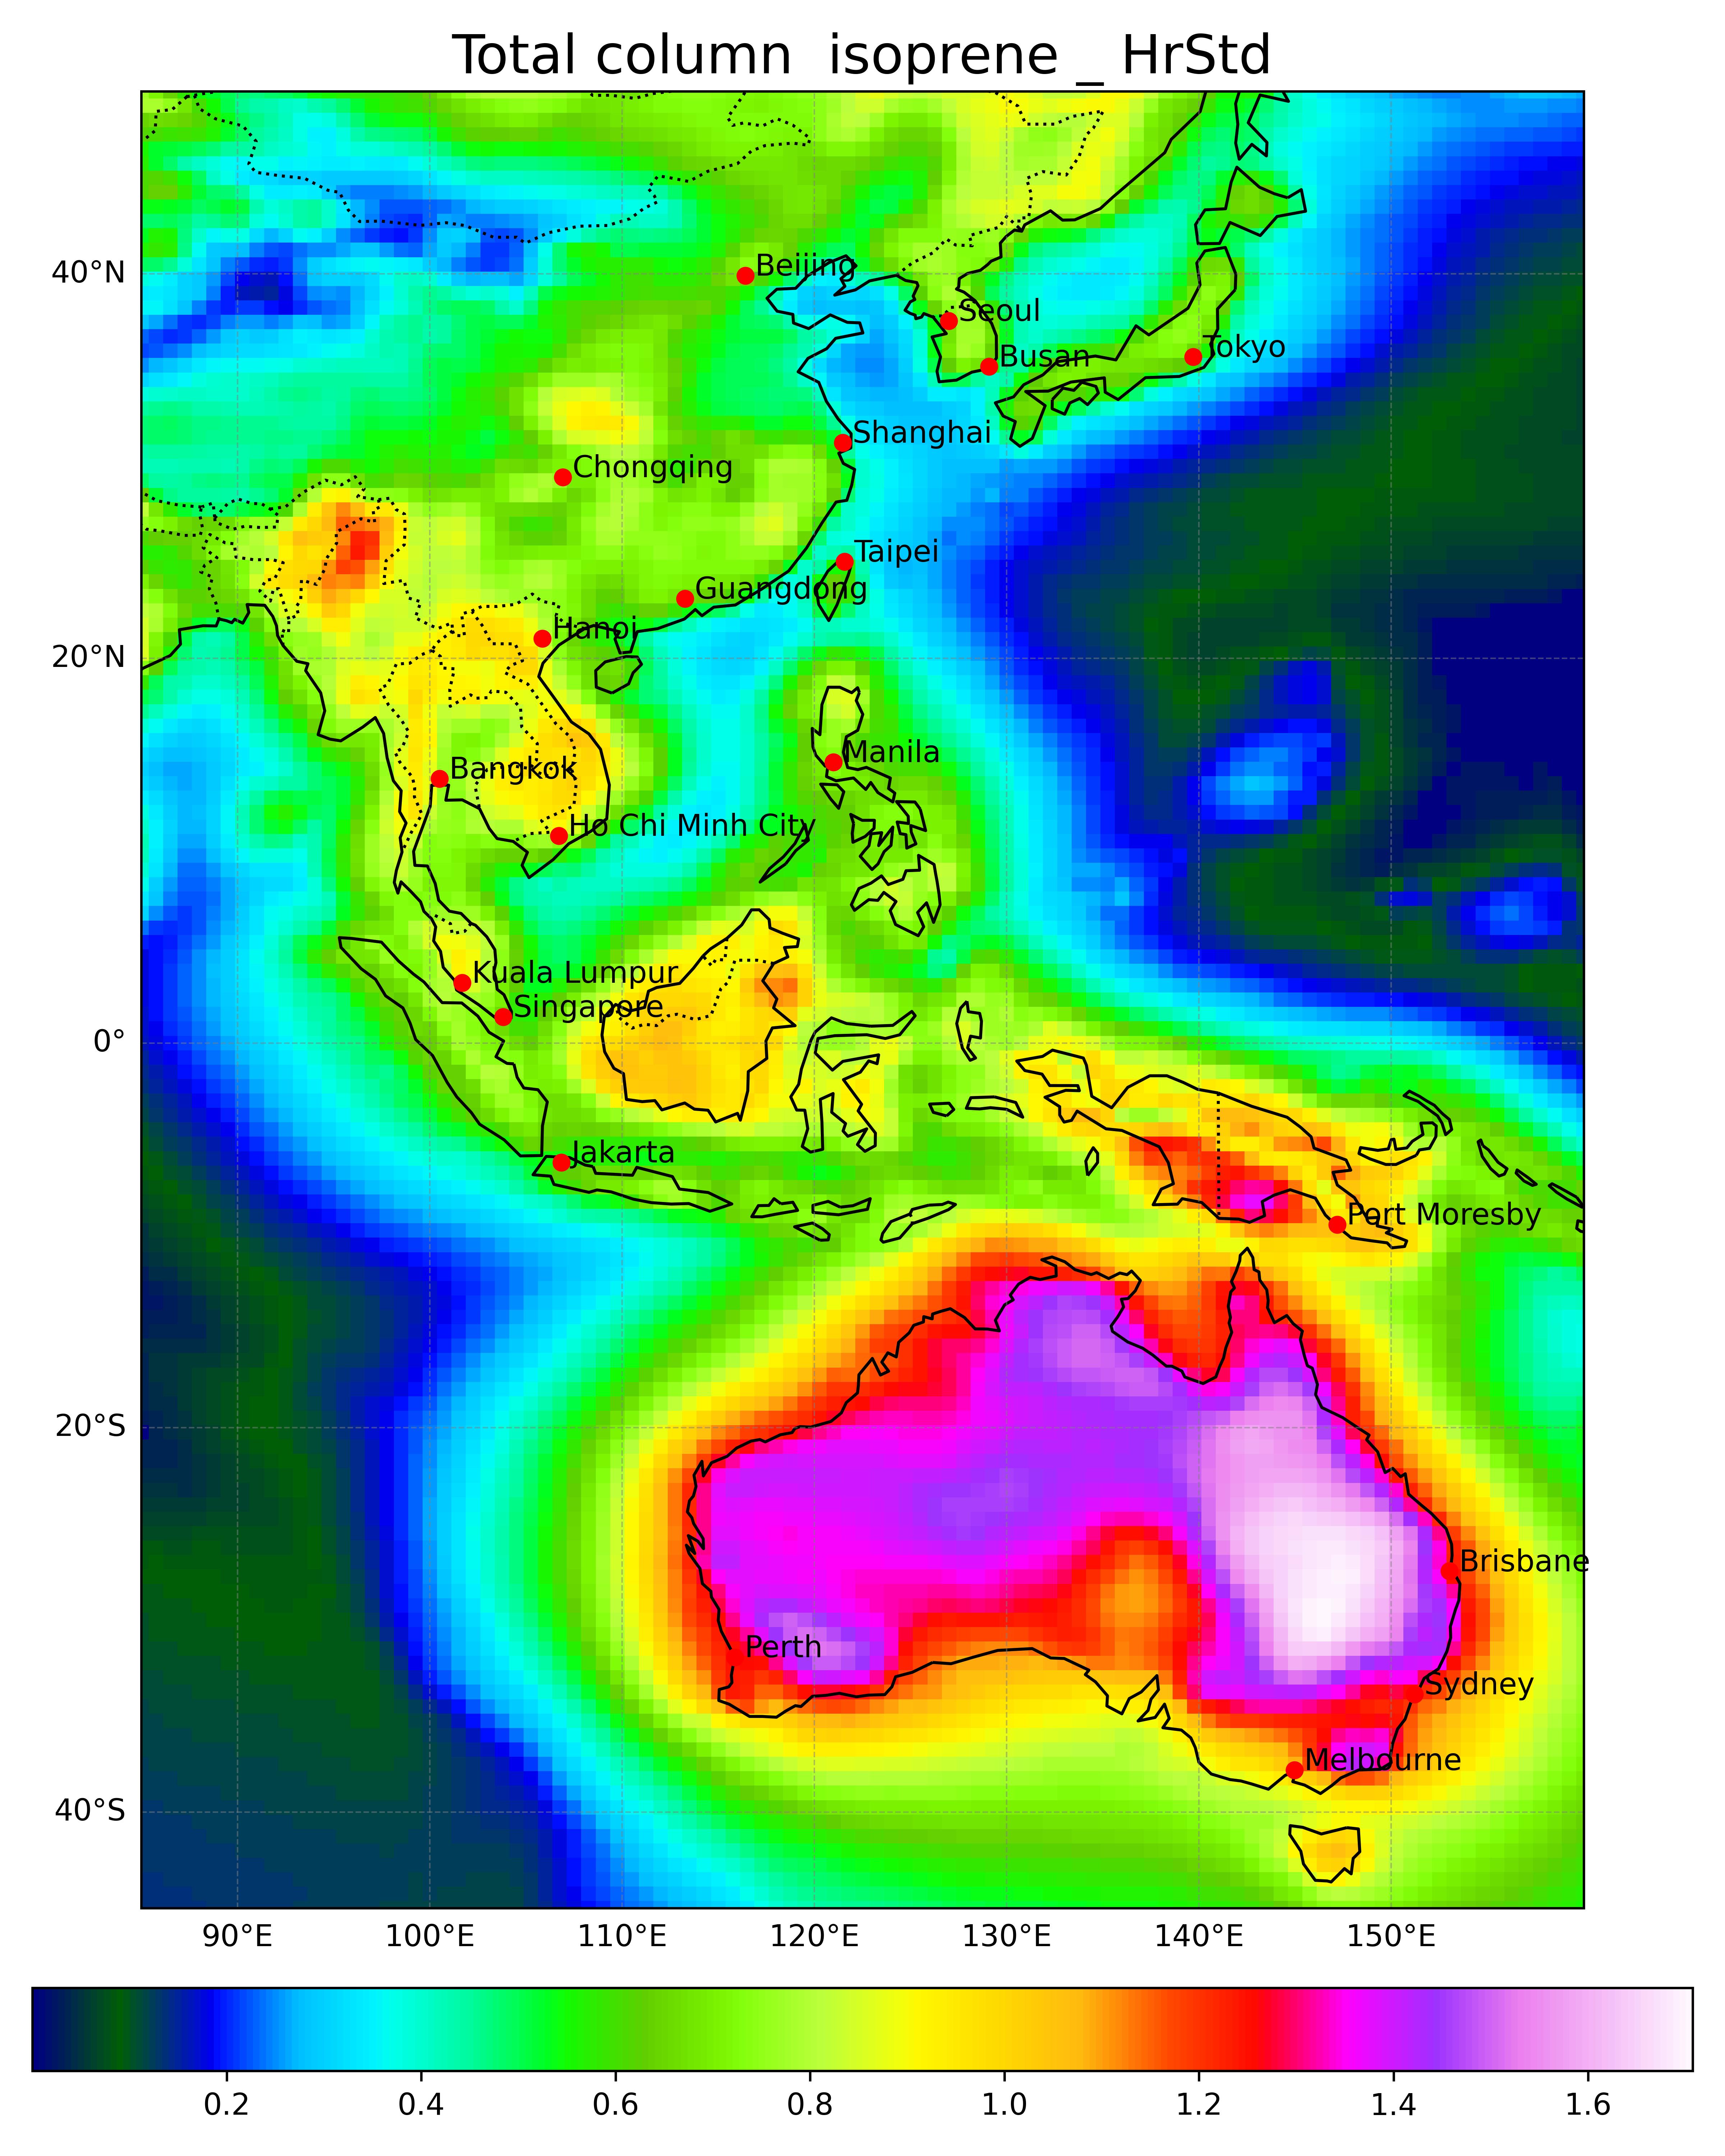 Total column  isoprene _ HrStd
40°N
20°N
0°
20°S
40°S
Beijing
Seoul
Busan
Tokyo
Shanghai
Chongqing
Taipei
Guangdong
Hanoi
Manila
Bangkok
Ho Chi Minh City
Kuala Lumpur
Singapore
Jakarta
Port Moresby
Brisbane
Perth
Sydney
Melbourne
90°E 100°E 110°E 120°E 130°E 140°E 150°E
0.2 0.4 0.6 0.8 1.0 1.2 1.4 1.6